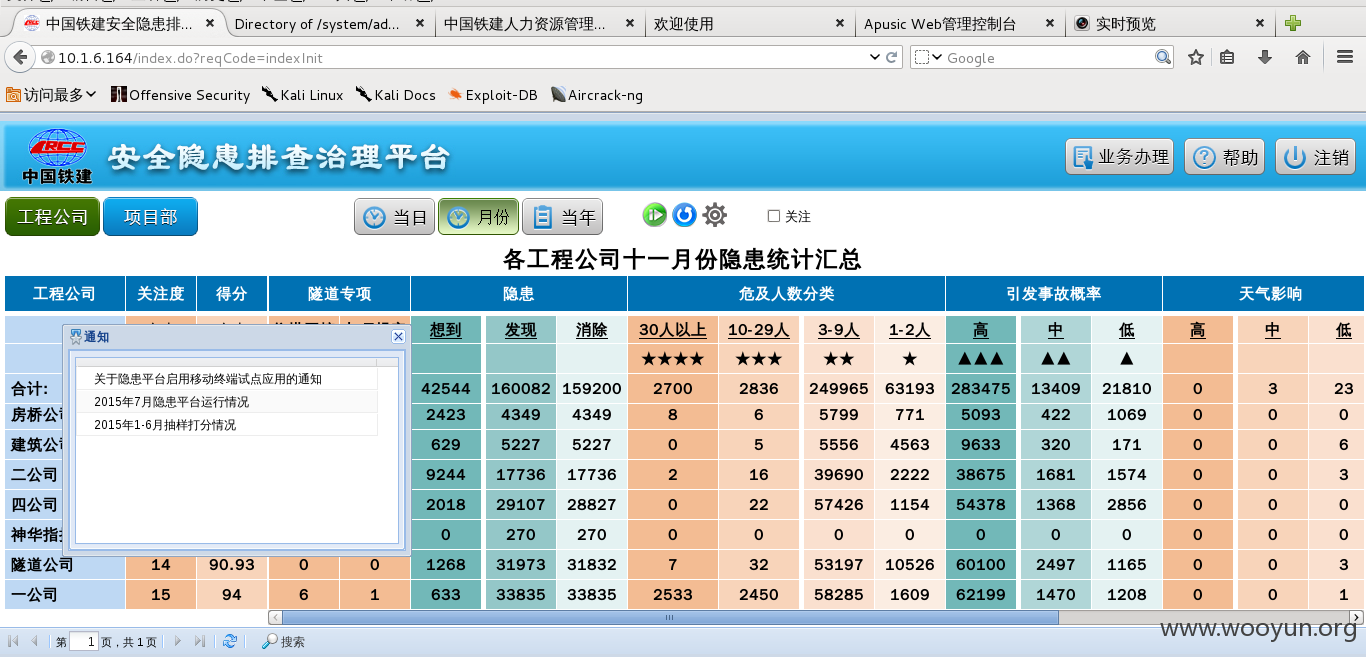 中国铁建安全隐患排... Directory of /system/ad... 中国铁建人力资源管理... 欢迎使用 Apusic Web管理控制台 实时预览
10.1.6.164/index.do?reqCode=indexInit Google
访问最多 Offensive Security Kali Linux Kali Docs Exploit-DB Aircrack-ng
CRCC 中国铁建 安全隐患排查治理平台 业务办理 帮助 注销
工程公司 项目部 当日 月份 当年 关注
各工程公司十一月份隐患统计汇总
工程公司 关注度 得分 隧道专项 隐患 危及人数分类 引发事故概率 天气影响
想到 发现 消除 30人以上 10-29人 3-9人 1-2人 高 中 低 高 中 低
★★★★ ★★★ ★★ ★ ▲▲▲ ▲▲ ▲
合计: 42544 160082 159200 2700 2836 249965 63193 283475 13409 21810 0 3 23
房桥公 2423 4349 4349 8 6 5799 771 5093 422 1069 0 0 0
建筑公 629 5227 5227 0 5 5556 4563 9633 320 171 0 0 6
二公司 9244 17736 17736 2 16 39690 2222 38675 1681 1574 0 0 3
四公司 2018 29107 28827 0 22 57426 1154 54378 1368 2856 0 0 0
神华指 0 270 270 0 0 0 0 0 0 0 0 0 0
隧道公司 14 90.93 0 0 1268 31973 31832 7 32 53197 10526 60100 2497 1165 0 0 3
一公司 15 94 6 1 633 33835 33835 2533 2450 58285 1609 62199 1470 1208 0 0 1
通知
关于隐患平台启用移动终端试点应用的通知
2015年7月隐患平台运行情况
2015年1-6月抽样打分情况
第 1 页，共 1 页 搜索
www.wooyun.org